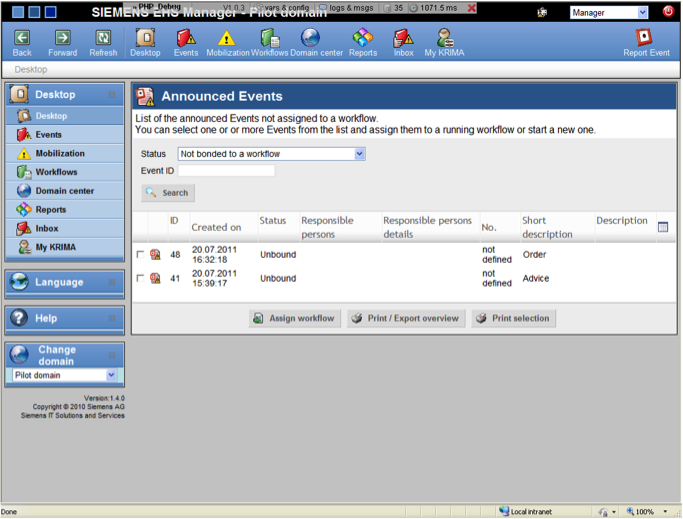 SIEMENS EHS Manager - Pilot domain
PHP_Debug V1.0.3 vars & config logs & msgs 35 1071.5 ms
Manager
Back Forward Refresh Desktop Events Mobilization Workflows Domain center Reports Inbox My KRIMA Report Event
Desktop
Desktop
Desktop
Events
Mobilization
Workflows
Domain center
Reports
Inbox
My KRIMA
Language
Help
Change
domain
Pilot domain
Version:1.4.0
Copyright © 2010 Siemens AG
Siemens IT Solutions and Services
Announced Events
List of the announced Events not assigned to a workflow.
You can select one or or more Events from the list and assign them to a running workflow or start a new one.
Status Not bonded to a workflow
Event ID
Search
ID Created on Status Responsible persons Responsible persons details No. Short description Description
48 20.07.2011 16:32:18 Unbound not defined Order
41 20.07.2011 15:39:17 Unbound not defined Advice
Assign workflow Print / Export overview Print selection
Done Local intranet 100%